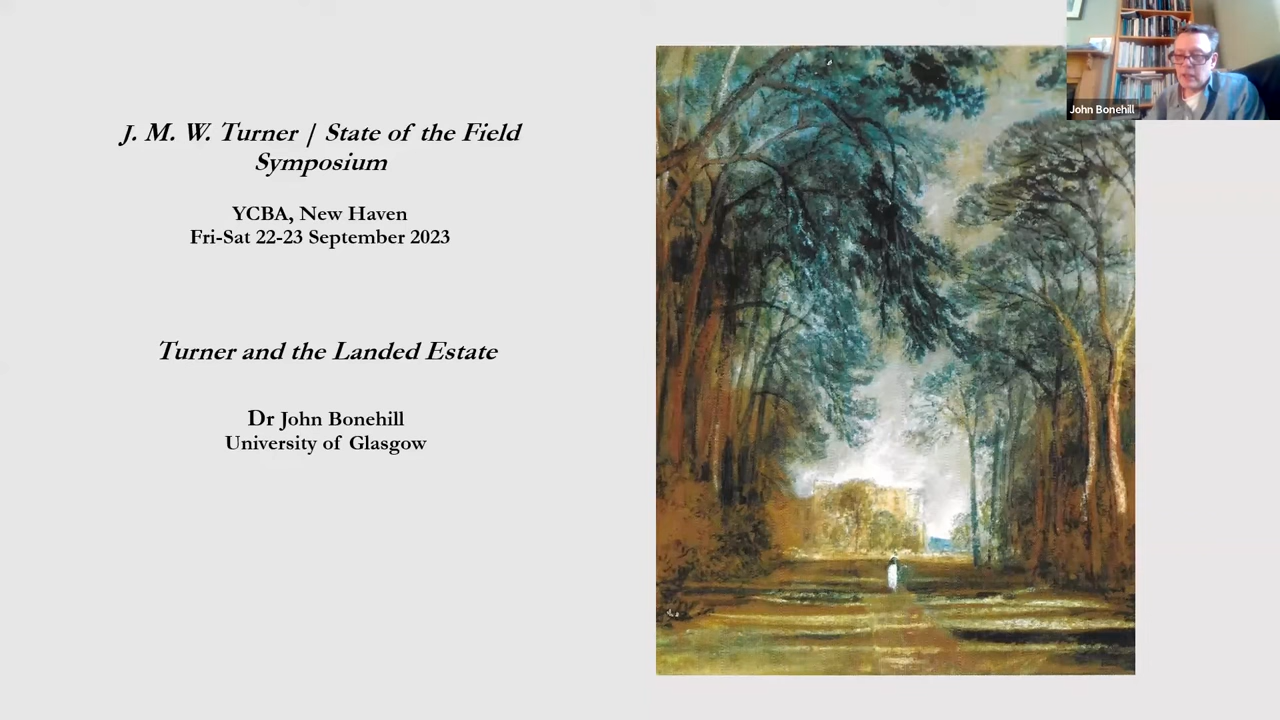 J. M. W. Turner | State of the Field
Symposium
YCBA, New Haven
Fri-Sat 22-23 September 2023
Turner and the Landed Estate
Dr John Bonehill
University of Glasgow
John Bonehill